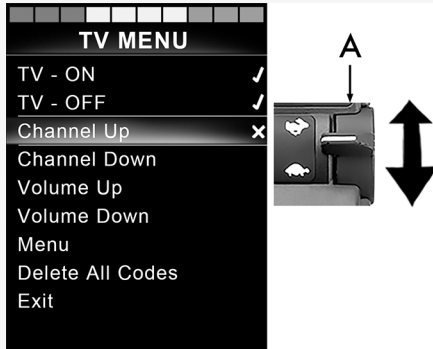 TV MENU
TV - ON
TV - OFF
Channel Up
Channel Down
Volume Up
Volume Down
Menu
Delete All Codes
Exit
A